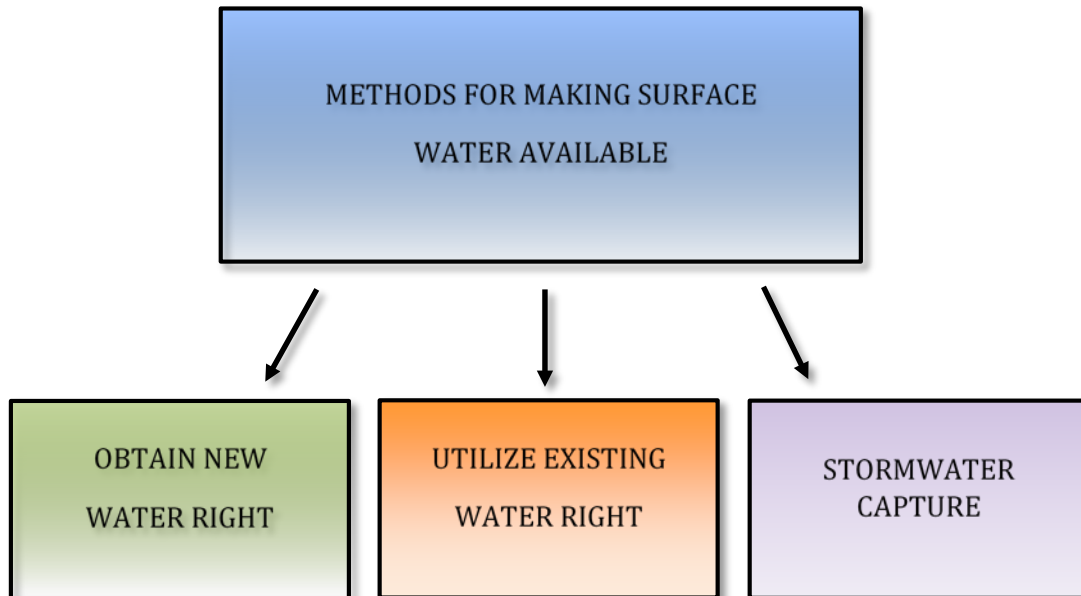 METHODS FOR MAKING SURFACE
WATER AVAILABLE
OBTAIN NEW
WATER RIGHT
UTILIZE EXISTING
WATER RIGHT
STORMWATER
CAPTURE